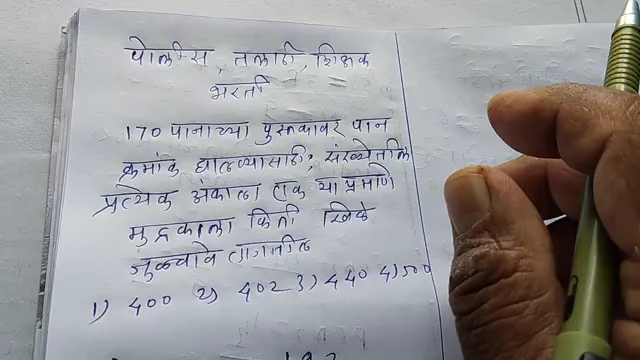 पोलीस, तलाठी, शिक्षक
भरती
170 पानाच्या पुस्तकावर पान
क्रमांक घालण्यासाठी; संख्येतील
प्रत्येक अंकाला एक याप्रमाणे
मुद्रकाला किती खिळे
जुळवावे लागतील
1) 400 2) 402 3) 440 4) 500